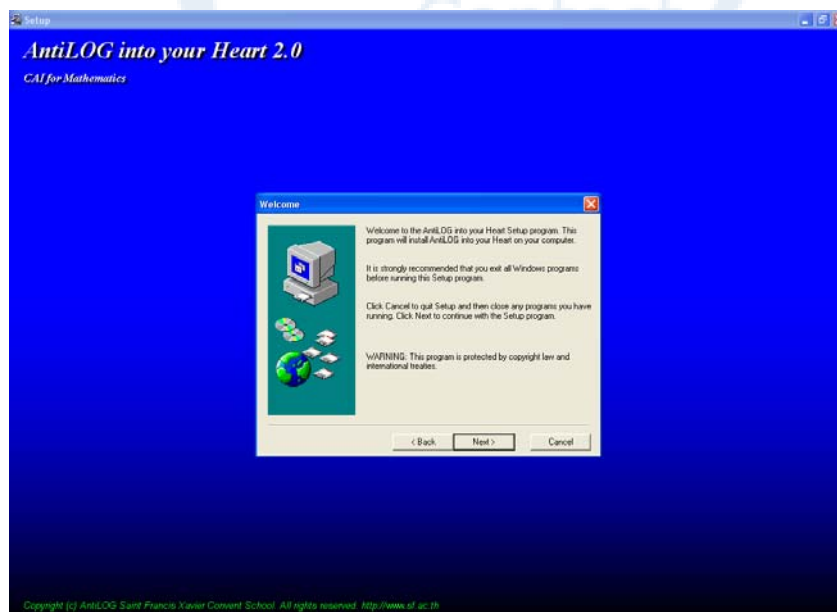 Setup
AntiLOG into your Heart 2.0
CAI for Mathematics
Welcome
Welcome to the AntiLOG into your Heart Setup program. This
program will install AntiLOG into your Heart on your computer.
It is strongly recommended that you exit all Windows programs
before running this Setup program.
Click Cancel to quit Setup and then close any programs you have
running. Click Next to continue with the Setup program.
WARNING: This program is protected by copyright law and
international treaties.
< Back Next > Cancel
Copyright (c) AntiLOG Saint Francis Xavier Convent School. All rights reserved. http://www.sf.ac.th